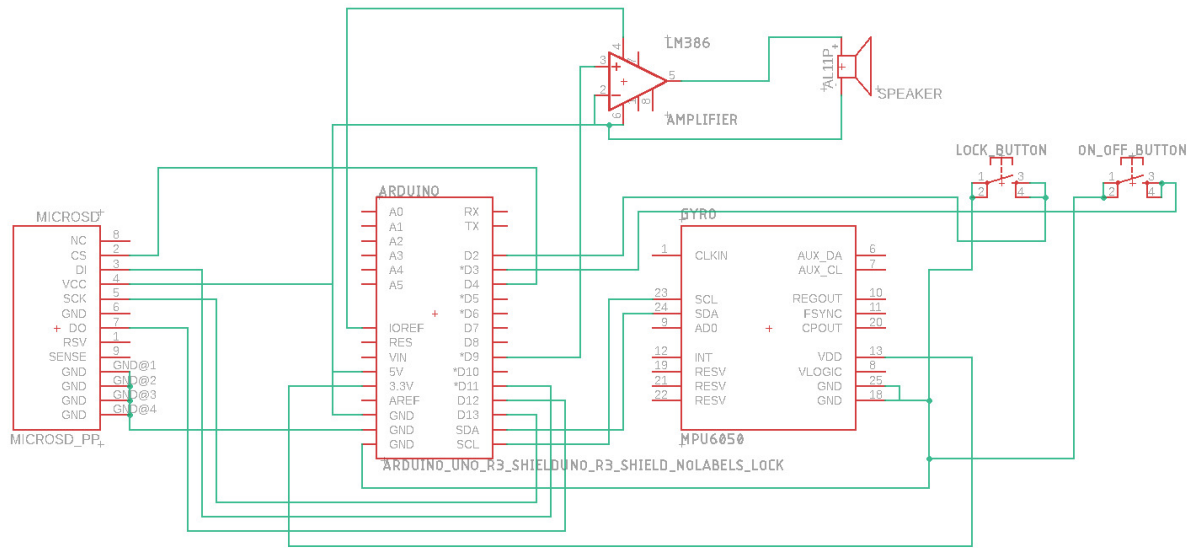 LM386
4
3
2
5
6
7
8
1
AMPLIFIER
AL11P
SPEAKER
LOCK_BUTTON
1
2
3
4
ON_OFF_BUTTON
1
2
3
4
MICROSD
NC 8
CS 2
DI 3
VCC 4
SCK 5
GND 6
DO 7
RSV 1
SENSE 9
GND GND@1
GND GND@2
GND GND@3
GND GND@4
MICROSD_PP
ARDUINO
A0 RX
A1 TX
A2
A3 D2
A4 *D3
A5 D4
*D5
*D6
IOREF D7
RES D8
VIN *D9
5V *D10
3.3V *D11
AREF D12
GND D13
GND SDA
GND SCL
ARDUINO_UNO_R3_SHIELDUNO_R3_SHIELD_NOLABELS_LOCK
GYRO
1 CLKIN AUX_DA 6
AUX_CL 7
23 SCL REGOUT 10
24 SDA FSYNC 11
9 AD0 CPOUT 20
12 INT VDD 13
19 RESV VLOGIC 8
21 RESV GND 25
22 RESV GND 18
MPU6050